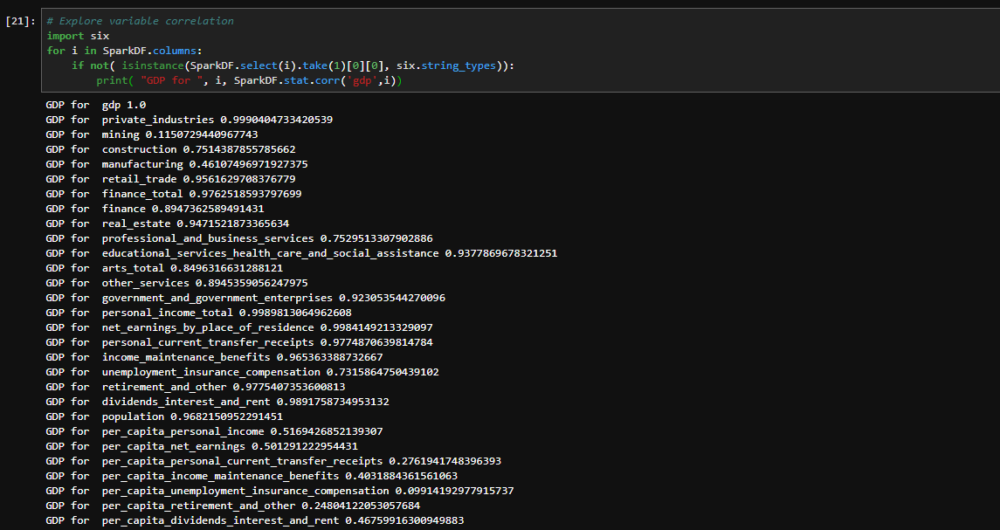 [21]: # Explore variable correlation
import six
for i in SparkDF.columns:
    if not( isinstance(SparkDF.select(i).take(1)[0][0], six.string_types)):
        print( "GDP for ", i, SparkDF.stat.corr('gdp',i))
GDP for  gdp 1.0
GDP for  private_industries 0.9990404733420539
GDP for  mining 0.1150729440967743
GDP for  construction 0.7514387855785662
GDP for  manufacturing 0.46107496971927375
GDP for  retail_trade 0.9561629708376779
GDP for  finance_total 0.9762518593797699
GDP for  finance 0.8947362589491431
GDP for  real_estate 0.9471521873365634
GDP for  professional_and_business_services 0.7529513307902886
GDP for  educational_services_health_care_and_social_assistance 0.9377869678321251
GDP for  arts_total 0.8496316631288121
GDP for  other_services 0.8945359056247975
GDP for  government_and_government_enterprises 0.923053544270096
GDP for  personal_income_total 0.9989813064962608
GDP for  net_earnings_by_place_of_residence 0.9984149213329097
GDP for  personal_current_transfer_receipts 0.9774870639814784
GDP for  income_maintenance_benefits 0.965363388732667
GDP for  unemployment_insurance_compensation 0.7315864750439102
GDP for  retirement_and_other 0.9775407353600813
GDP for  dividends_interest_and_rent 0.9891758734953132
GDP for  population 0.9682150952291451
GDP for  per_capita_personal_income 0.5169426852139307
GDP for  per_capita_net_earnings 0.501291222954431
GDP for  per_capita_personal_current_transfer_receipts 0.2761941748396393
GDP for  per_capita_income_maintenance_benefits 0.4031884361561063
GDP for  per_capita_unemployment_insurance_compensation 0.09914192977915737
GDP for  per_capita_retirement_and_other 0.24804122053057684
GDP for  per_capita_dividends_interest_and_rent 0.46759916300949883